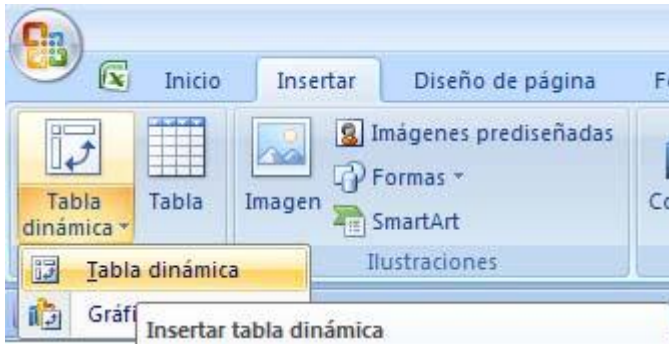 Inicio Insertar Diseño de página
Tabla dinámica
Tabla
Imagen
Imágenes prediseñadas
Formas
SmartArt
Ilustraciones
Tabla dinámica
Insertar tabla dinámica